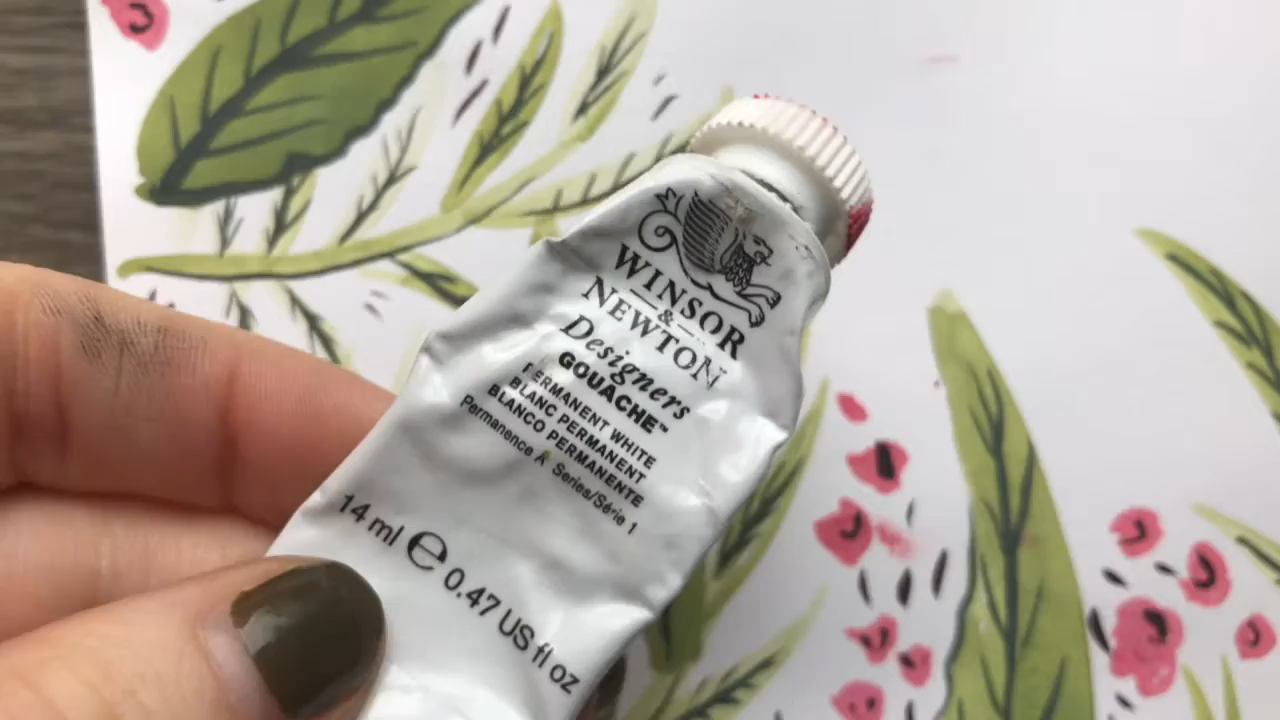 WINSOR
&
NEWTON
Designers
GOUACHE™
PERMANENT WHITE
BLANC PERMANENT
BLANCO PERMANENTE
Permanence A Series/Série 1
14 ml ℮ 0.47 US fl oz